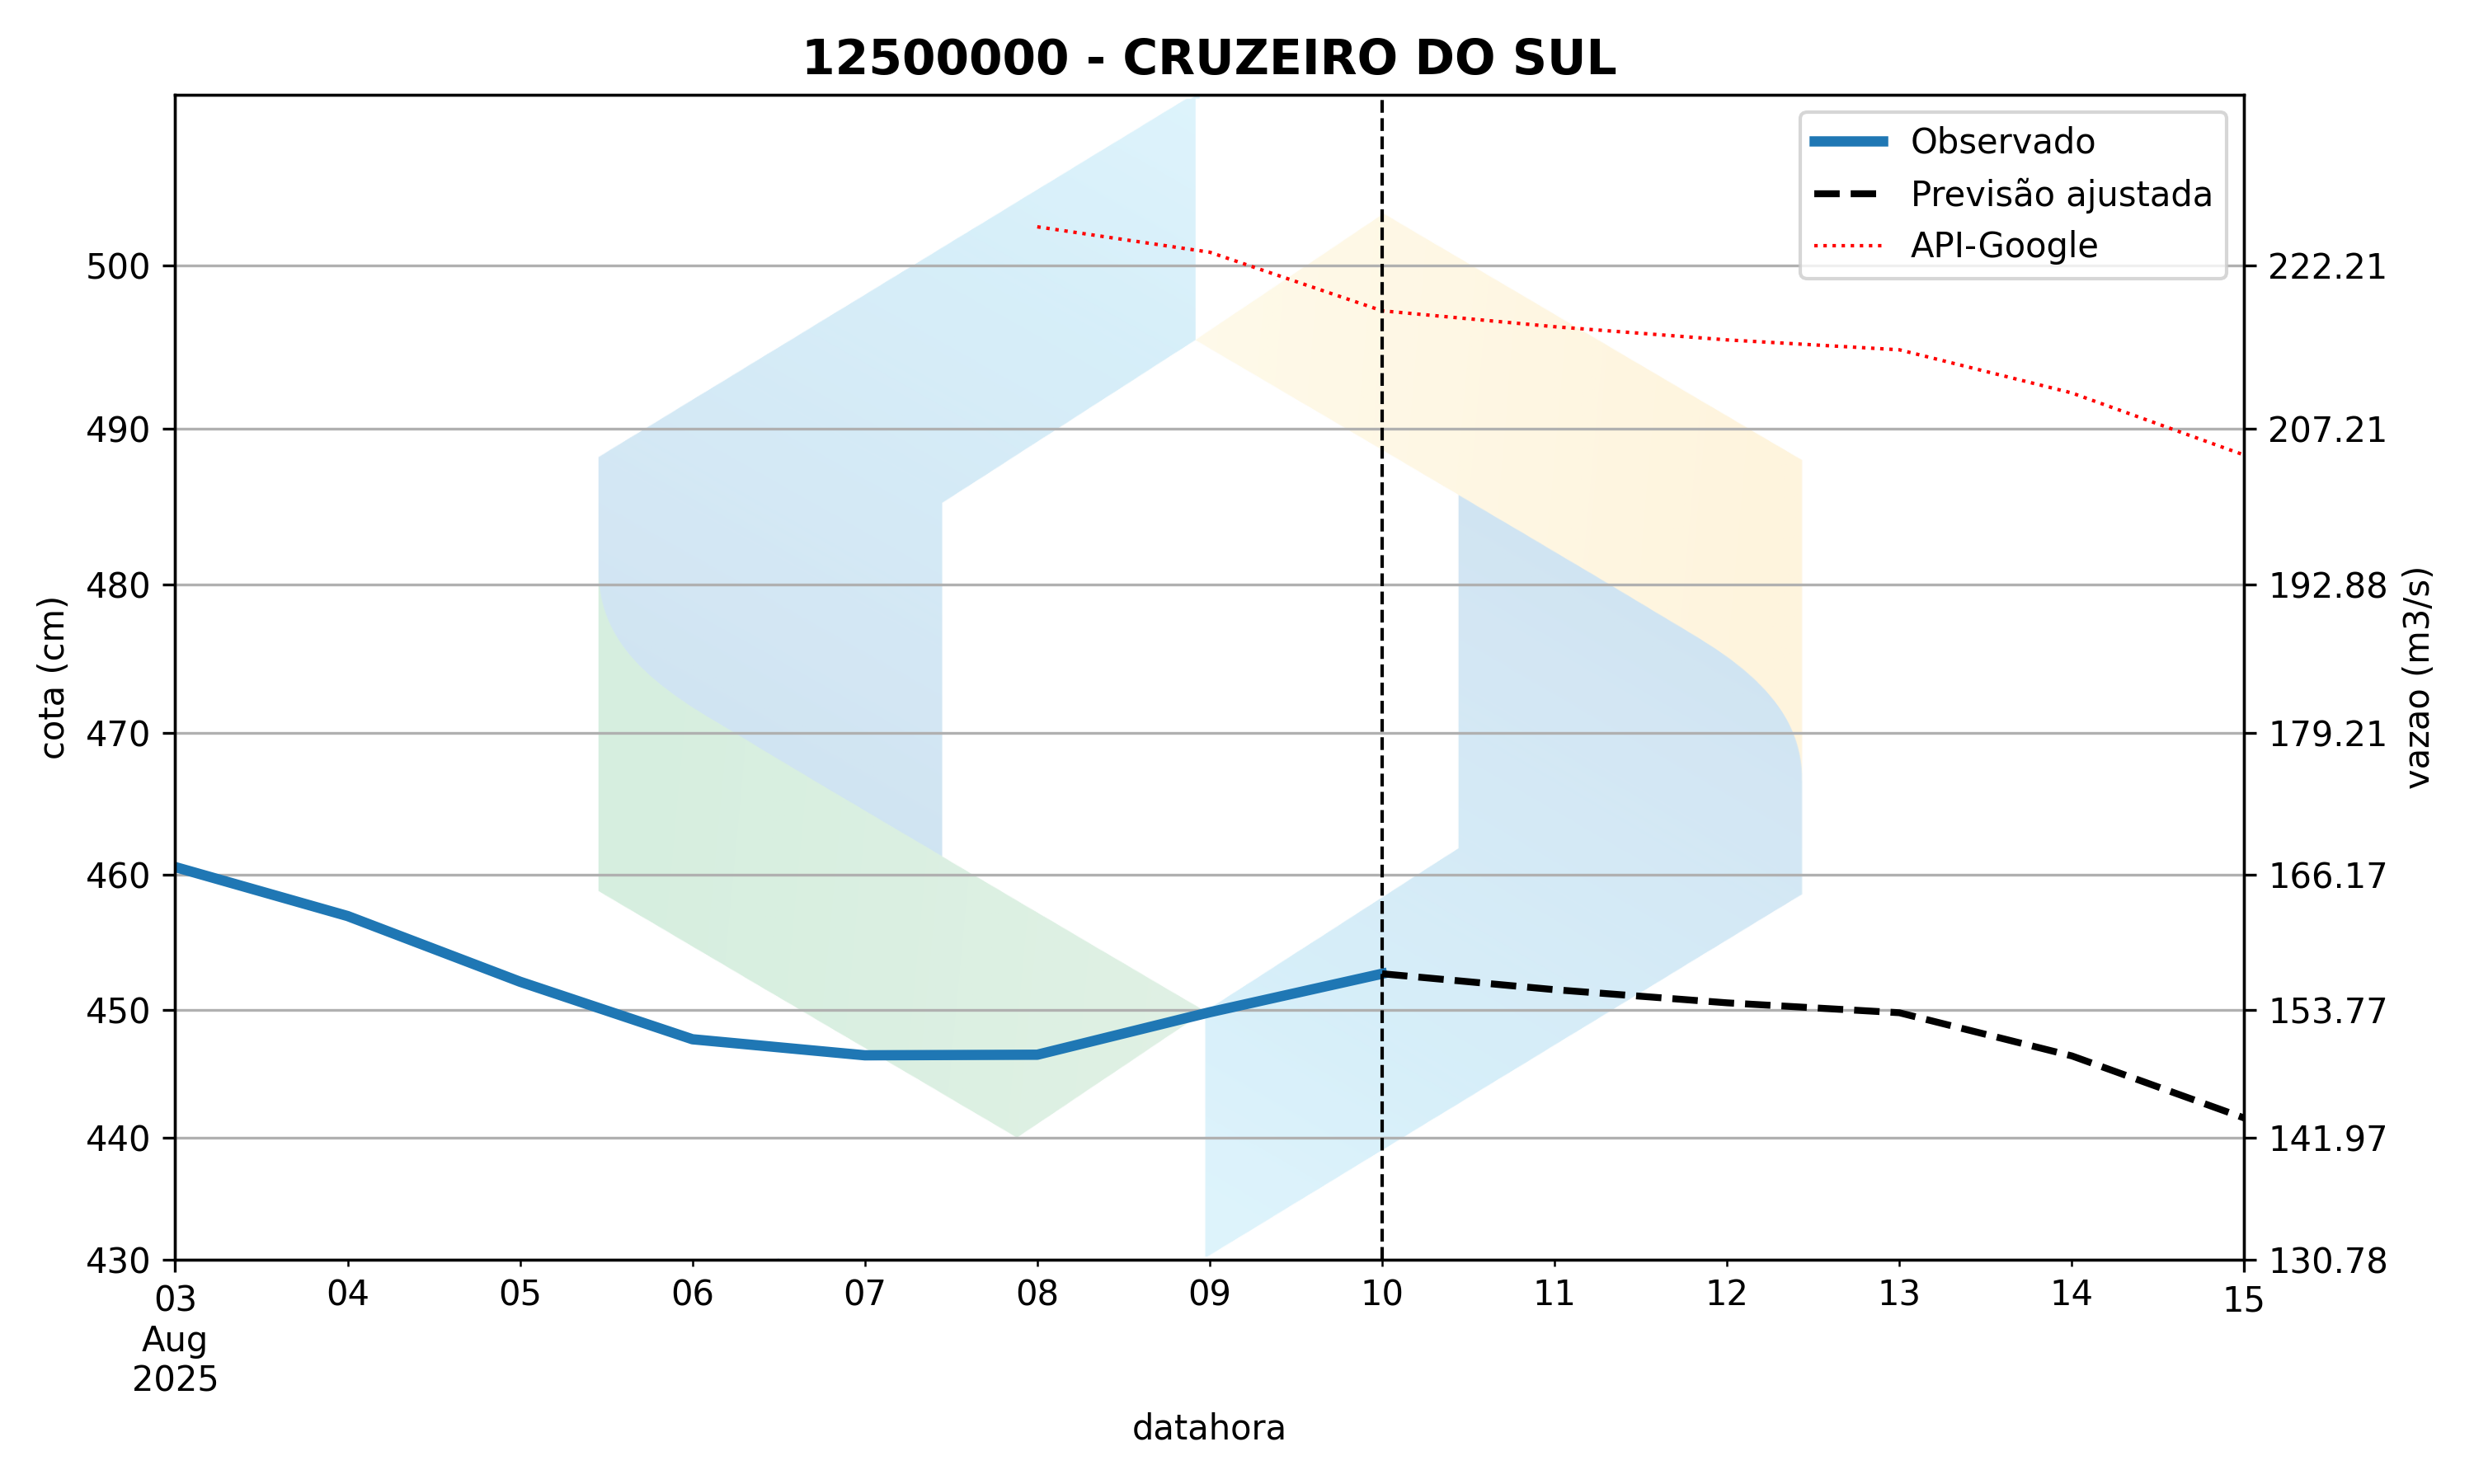 12500000 - CRUZEIRO DO SUL
Observado
Previsão ajustada
API-Google
cota (cm)
500
490
480
470
460
450
440
430
222.21
207.21
192.88
179.21
166.17
153.77
141.97
130.78
vazao (m3/s)
03 04 05 06 07 08 09 10 11 12 13 14 15
Aug
2025
datahora